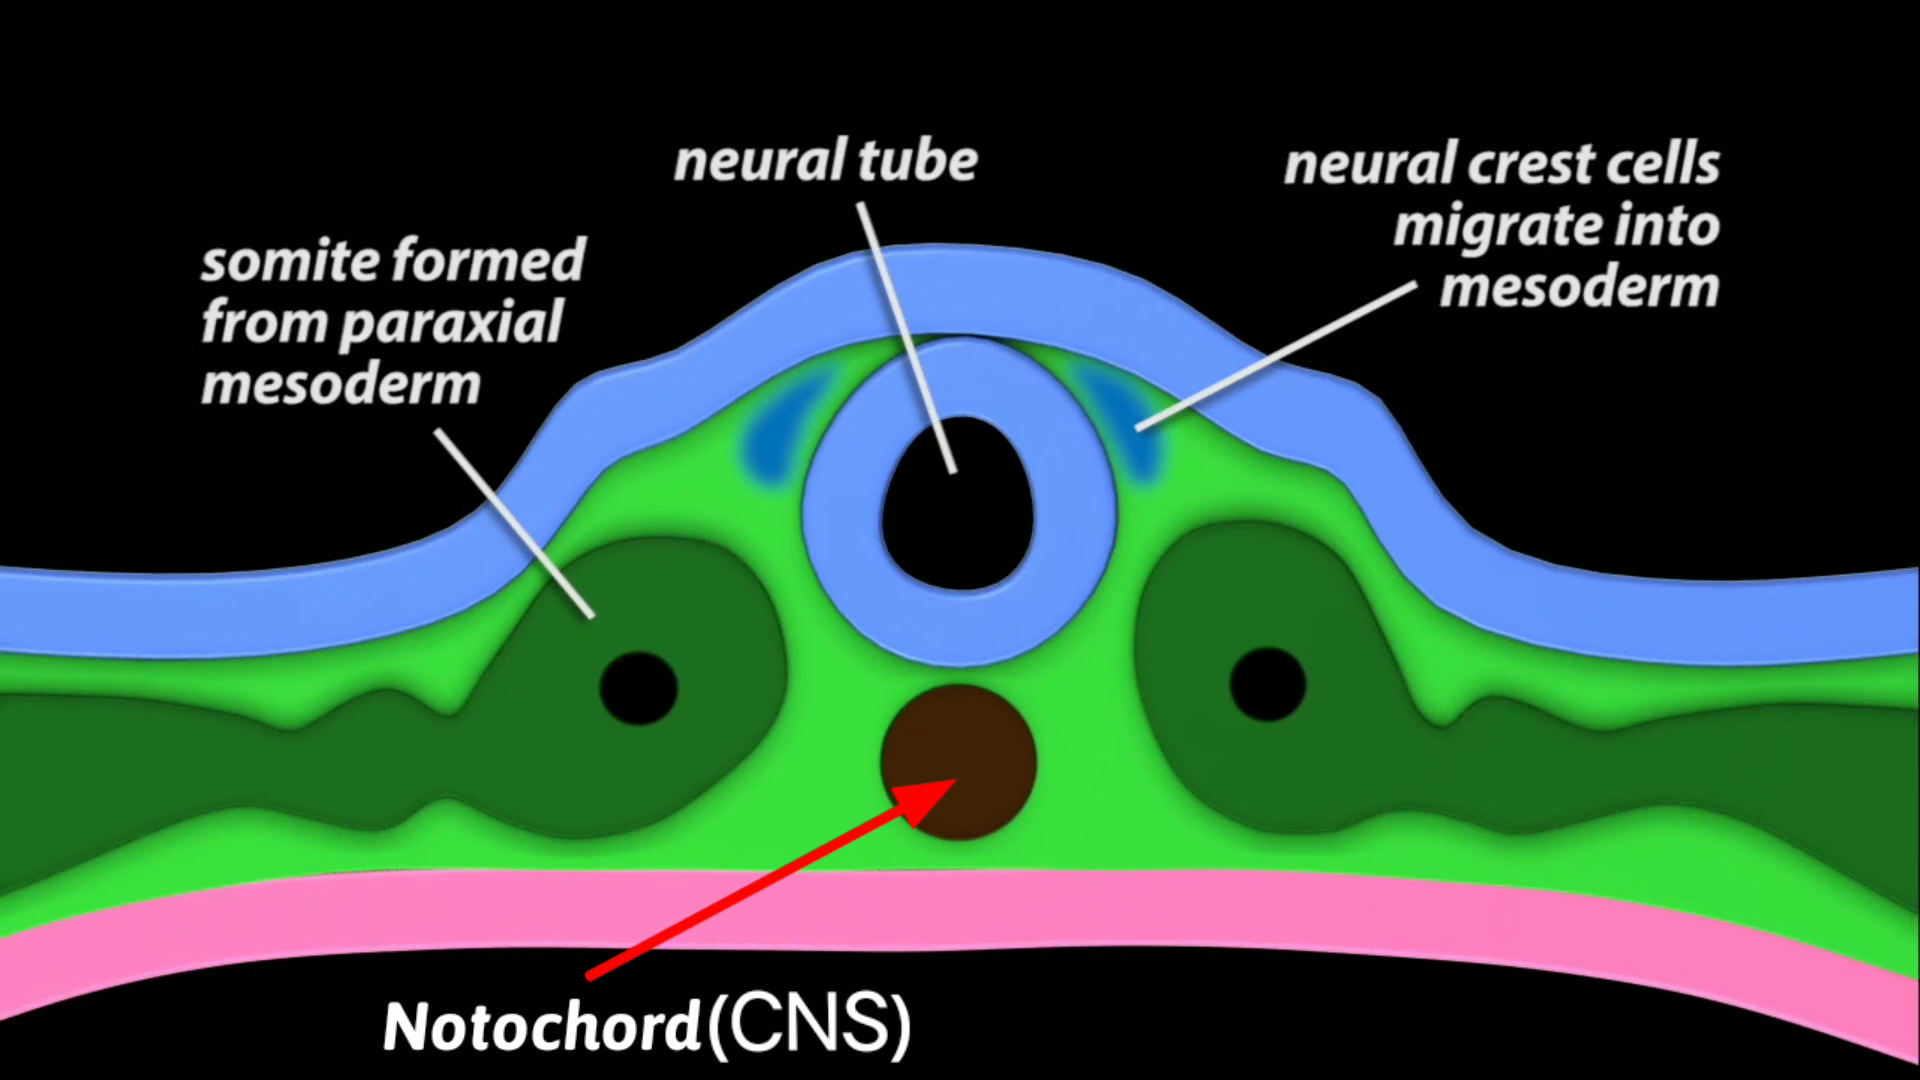 neural tube
neural crest cells
migrate into
mesoderm
somite formed
from paraxial
mesoderm
Notochord(CNS)